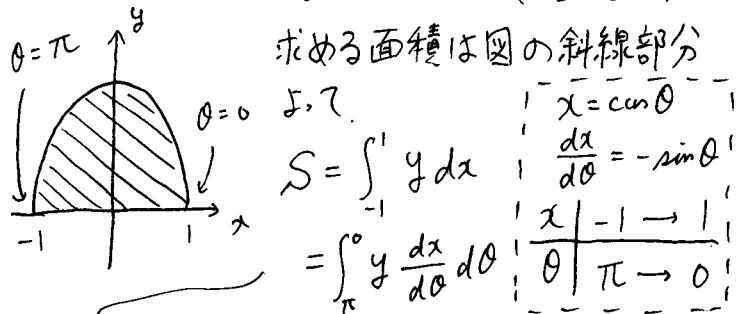 θ=π
y
θ=0
-1
1
x
求める面積は図の斜線部分
よって
S = ∫_{-1}^{1} y dx
= ∫_{π}^{0} y dx/dθ dθ
x = cosθ
dx/dθ = -sinθ
x | -1 → 1
θ | π → 0